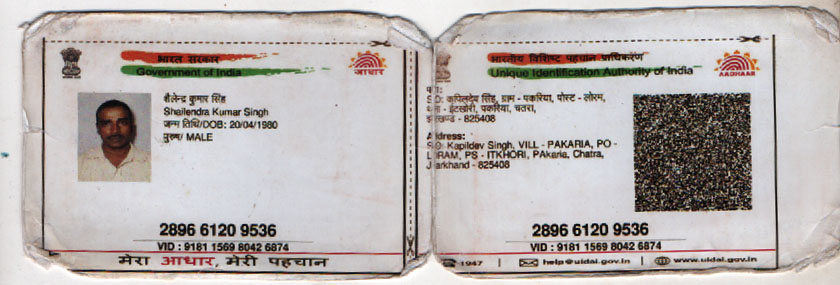 भारत सरकार
Government of India
आधार
शैलेन्द्र कुमार सिंह
Shailendra Kumar Singh
जन्म तिथि/DOB: 20/04/1980
पुरुष/ MALE
2896 6120 9536
VID : 9181 1569 8042 6874
मेरा आधार, मेरी पहचान
भारतीय विशिष्ट पहचान प्राधिकरण
Unique Identification Authority of India
AADHAAR
कपिलदेव सिंह, ग्राम - पकरिया, पोस्ट - लोरम,
- ईटखोरी, पकरिया, चतरा,
- 825408
Address:
Kapildev Singh, VILL - PAKARIA, PO -
PS - ITKHORI, PAkaria, Chatra,
- 825408
2896 6120 9536
VID : 9181 1569 8042 6874
1947 | help@uidai.gov.in | www.uidai.gov.in